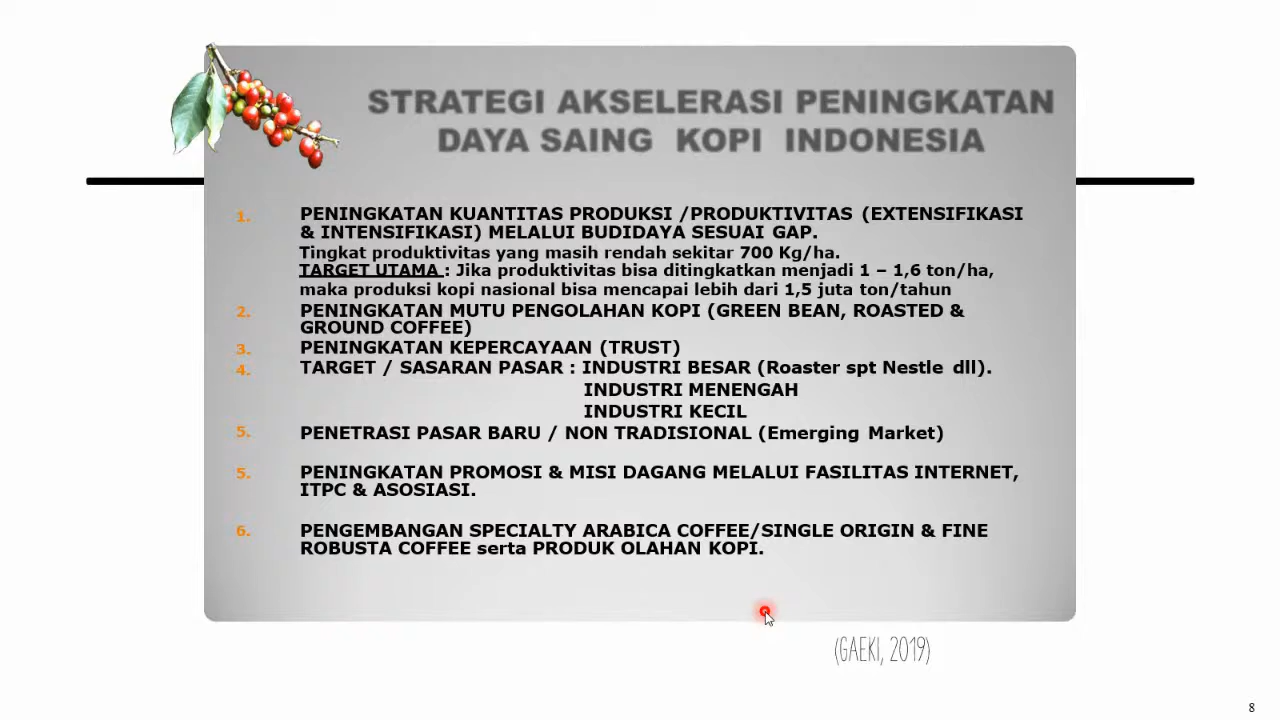 STRATEGI AKSELERASI PENINGKATAN
DAYA SAING KOPI INDONESIA
1. PENINGKATAN KUANTITAS PRODUKSI /PRODUKTIVITAS (EXTENSIFIKASI
& INTENSIFIKASI) MELALUI BUDIDAYA SESUAI GAP.
Tingkat produktivitas yang masih rendah sekitar 700 Kg/ha.
TARGET UTAMA : Jika produktivitas bisa ditingkatkan menjadi 1 – 1,6 ton/ha,
maka produksi kopi nasional bisa mencapai lebih dari 1,5 juta ton/tahun
2. PENINGKATAN MUTU PENGOLAHAN KOPI (GREEN BEAN, ROASTED &
GROUND COFFEE)
3. PENINGKATAN KEPERCAYAAN (TRUST)
4. TARGET / SASARAN PASAR : INDUSTRI BESAR (Roaster spt Nestle dll).
INDUSTRI MENENGAH
INDUSTRI KECIL
5. PENETRASI PASAR BARU / NON TRADISIONAL (Emerging Market)
5. PENINGKATAN PROMOSI & MISI DAGANG MELALUI FASILITAS INTERNET,
ITPC & ASOSIASI.
6. PENGEMBANGAN SPECIALTY ARABICA COFFEE/SINGLE ORIGIN & FINE
ROBUSTA COFFEE serta PRODUK OLAHAN KOPI.
(GAEKI, 2019)
8